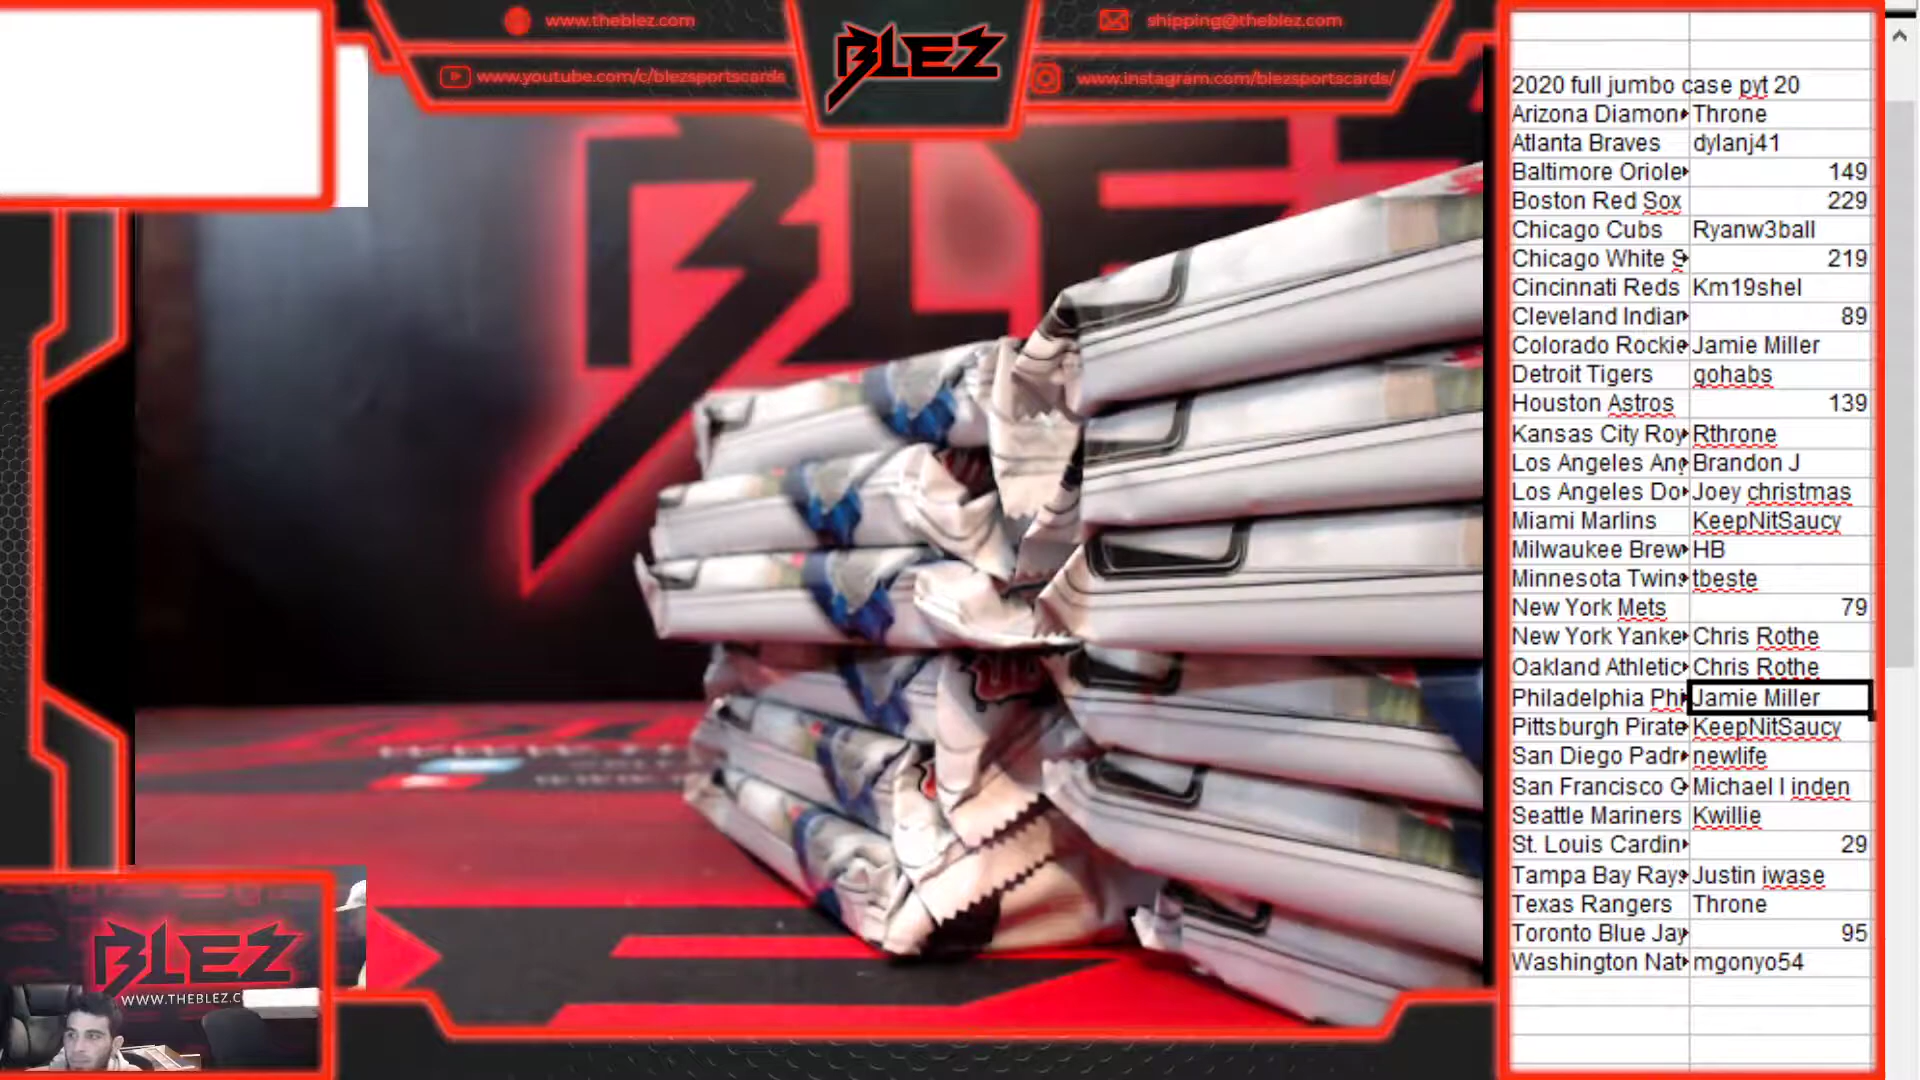 www.theblez.com
BLEZ
shipping@theblez.com
www.youtube.com/c/blezsportscards
www.instagram.com/blezsportscards/
BLEZ
2020 full jumbo case pyt 20
Arizona Diamon Throne
Atlanta Braves dylanj41
Baltimore Oriole 149
Boston Red Sox 229
Chicago Cubs Ryanw3ball
Chicago White S 219
Cincinnati Reds Km19shel
Cleveland Indian 89
Colorado Rockie Jamie Miller
Detroit Tigers gohabs
Houston Astros 139
Kansas City Roy Rthrone
Los Angeles Ang Brandon J
Los Angeles Do Joey christmas
Miami Marlins KeepNitSaucy
Milwaukee Brew HB
Minnesota Twins tbeste
New York Mets 79
New York Yanke Chris Rothe
Oakland Athletic Chris Rothe
Philadelphia Phi Jamie Miller
Pittsburgh Pirate KeepNitSaucy
San Diego Padr newlife
San Francisco G Michael l inden
Seattle Mariners Kwillie
St. Louis Cardin 29
Tampa Bay Rays Justin iwase
Texas Rangers Throne
Toronto Blue Jay 95
Washington Nat mgonyo54
BLEZ
WWW.THEBLEZ.C